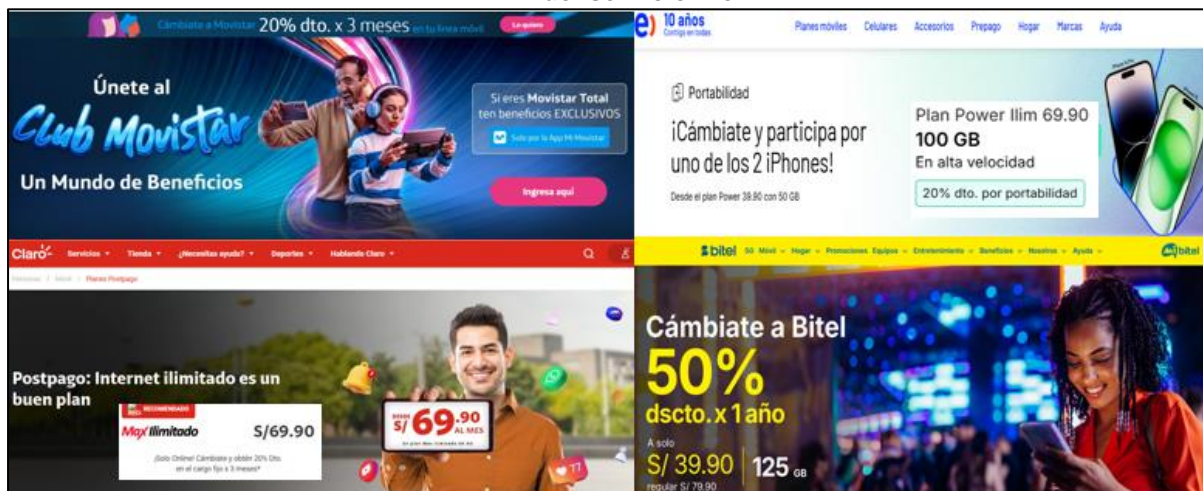 Cámbiate a Movistar 20% dto. x 3 meses en tu línea móvil Lo quiero
Únete al
Club Movistar
Un Mundo de Beneficios
Si eres Movistar Total
ten beneficios EXCLUSIVOS
Solo por la App Mi Movistar
Ingresa aquí
e) 10 años
Contigo en todas
Planes móviles Celulares Accesorios Prepago Hogar Marcas Ayuda
Portabilidad
¡Cámbiate y participa por
uno de los 2 iPhones!
Desde el plan Power 39.90 con 50 GB
Plan Power Ilim 69.90
100 GB
En alta velocidad
20% dto. por portabilidad
Claro Servicios Tienda ¿Necesitas ayuda? Deportes Hablando Claro
Personas / Móvil / Planes Postpago
Postpago: Internet ilimitado es un
buen plan
RECOMENDADO
Max Ilimitado S/69.90
¡Solo Online! Cámbiate y obtén 20% Dto.
en el cargo fijo x 3 meses*
DESDE
S/ 69.90
AL MES
77
bitel 5G Móvil Hogar Promociones Equipos Entretenimiento Beneficios Nosotros Ayuda bitel
Cámbiate a Bitel
50%
dscto. x 1 año
A solo
S/ 39.90 125 GB
regular S/ 79.90